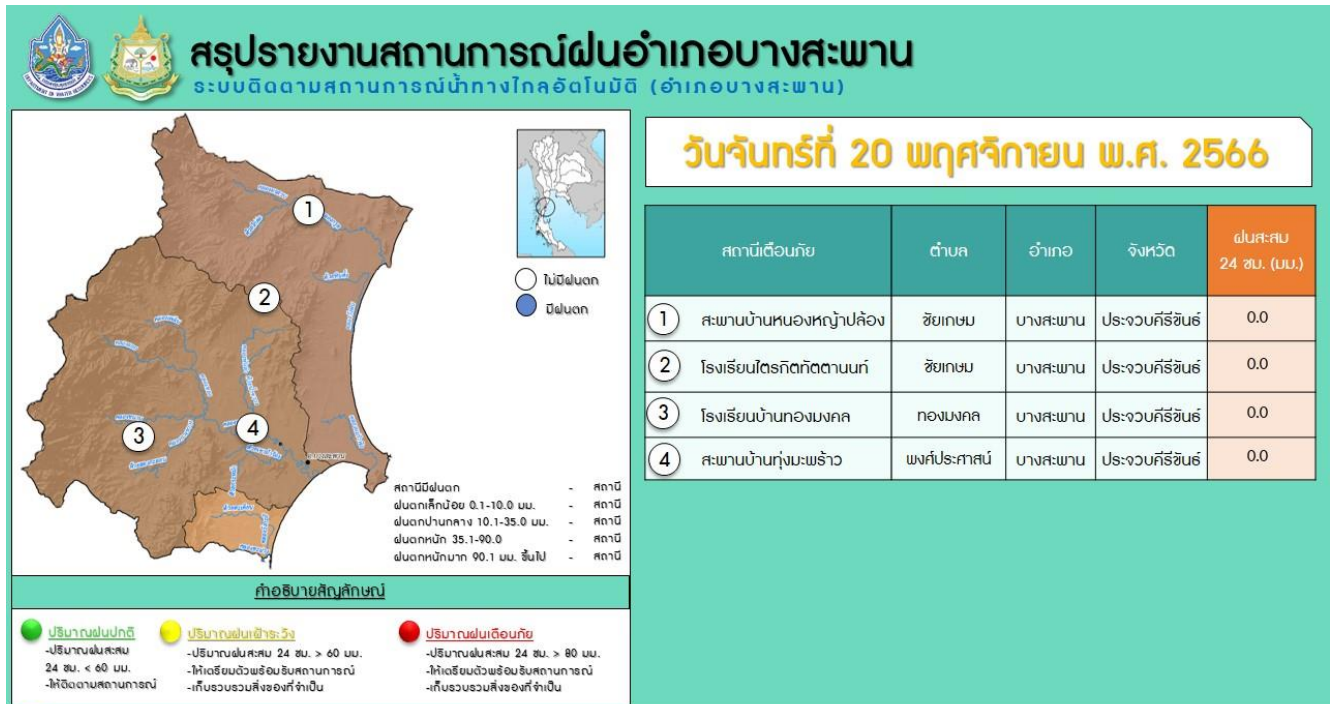 สรุปรายงานสถานการณ์ฝนอำเภอบางสะพาน
ระบบติดตามสถานการณ์น้ำทางไกลอัตโนมัติ (อำเภอบางสะพาน)
1
2
3
4
ไม่มีฝนตก
มีฝนตก
สถานีมีฝนตก - สถานี
ฝนตกเล็กน้อย 0.1-10.0 มม. - สถานี
ฝนตกปานกลาง 10.1-35.0 มม. - สถานี
ฝนตกหนัก 35.1-90.0 - สถานี
ฝนตกหนักมาก 90.1 มม. ขึ้นไป - สถานี
คำอธิบายสัญลักษณ์
ปริมาณฝนปกติ
-ปริมาณฝนสะสม
24 ชม. < 60 มม.
-ให้ติดตามสถานการณ์
ปริมาณฝนเฝ้าระวัง
-ปริมาณฝนสะสม 24 ชม. > 60 มม.
-ให้เตรียมตัวพร้อมรับสถานการณ์
-เก็บรวบรวมสิ่งของที่จำเป็น
ปริมาณฝนเตือนภัย
-ปริมาณฝนสะสม 24 ชม. > 80 มม.
-ให้เตรียมตัวพร้อมรับสถานการณ์
-เก็บรวบรวมสิ่งของที่จำเป็น
วันจันทร์ที่ 20 พฤศจิกายน พ.ศ. 2566
สถานีเตือนภัย ตำบล อำเภอ จังหวัด ฝนสะสม
24 ชม. (มม.)
1 สะพานบ้านหนองหญ้าปล้อง ชัยเกษม บางสะพาน ประจวบคีรีขันธ์ 0.0
2 โรงเรียนไตรกิตทัตตานนท์ ชัยเกษม บางสะพาน ประจวบคีรีขันธ์ 0.0
3 โรงเรียนบ้านทองมงคล ทองมงคล บางสะพาน ประจวบคีรีขันธ์ 0.0
4 สะพานบ้านทุ่งมะพร้าว พงศ์ประศาสน์ บางสะพาน ประจวบคีรีขันธ์ 0.0